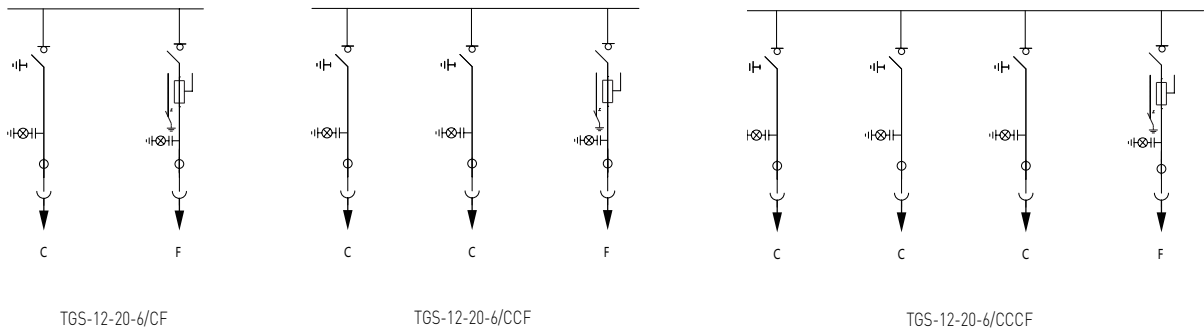 C F
TGS-12-20-6/CF
C C F
TGS-12-20-6/CCF
C C C F
TGS-12-20-6/CCCF